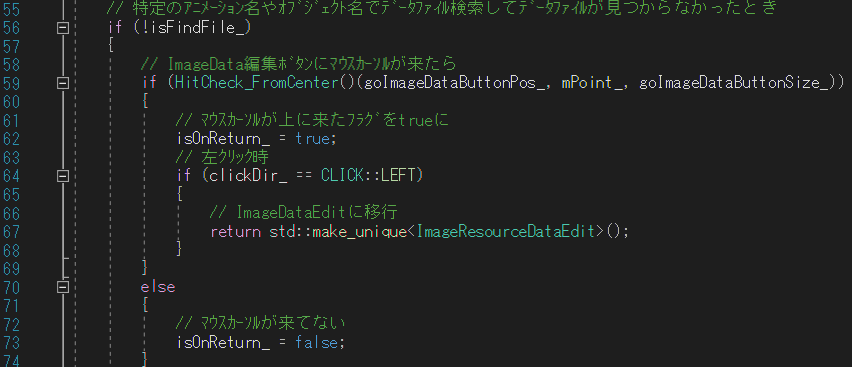 55 // 特定のｱﾆﾒｰｼｮﾝ名やｵﾌﾞｼﾞｪｸﾄ名でﾃﾞｰﾀﾌｧｲﾙ検索してﾃﾞｰﾀﾌｧｲﾙが見つからなかったとき
56 if (!isFindFile_)
57 {
58 // ImageData編集ﾎﾞﾀﾝにﾏｳｽｶｰｿﾙが来たら
59 if (HitCheck_FromCenter()(goImageDataButtonPos_, mPoint_, goImageDataButtonSize_))
60 {
61 // ﾏｳｽｶｰｿﾙが上に来たﾌﾗｸﾞをtrueに
62 isOnReturn_ = true;
63 // 左ｸﾘｯｸ時
64 if (clickDir_ == CLICK::LEFT)
65 {
66 // ImageDataEditに移行
67 return std::make_unique<ImageResourceDataEdit>();
68 }
69 }
70 else
71 {
72 // ﾏｳｽｶｰｿﾙが来てない
73 isOnReturn_ = false;
74 }